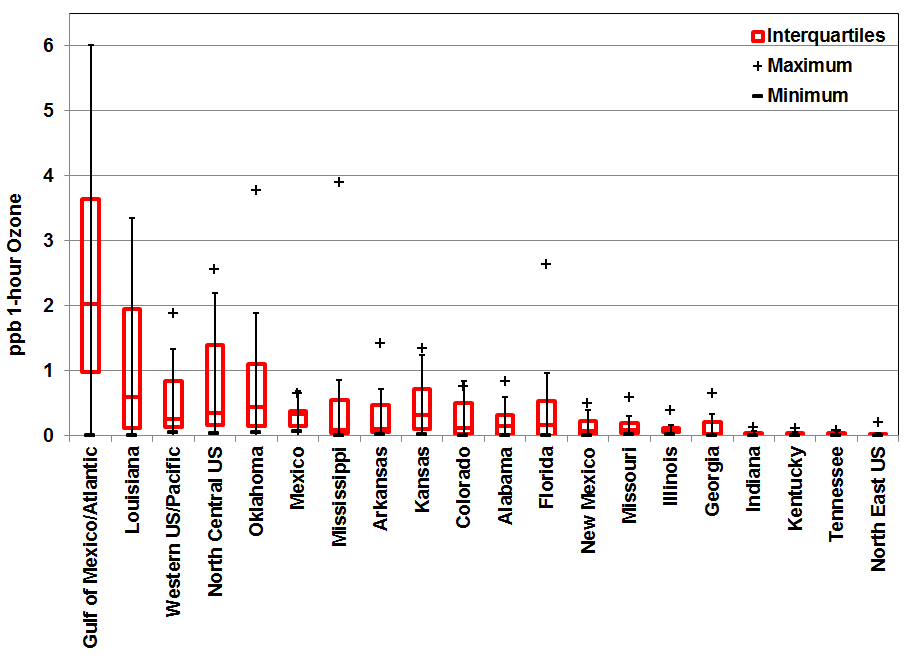 Interquartiles
Maximum
Minimum
ppb 1-hour Ozone
6
5
4
3
2
1
0
Gulf of Mexico/Atlantic
Louisiana
Western US/Pacific
North Central US
Oklahoma
Mexico
Mississippi
Arkansas
Kansas
Colorado
Alabama
Florida
New Mexico
Missouri
Illinois
Georgia
Indiana
Kentucky
Tennessee
North East US